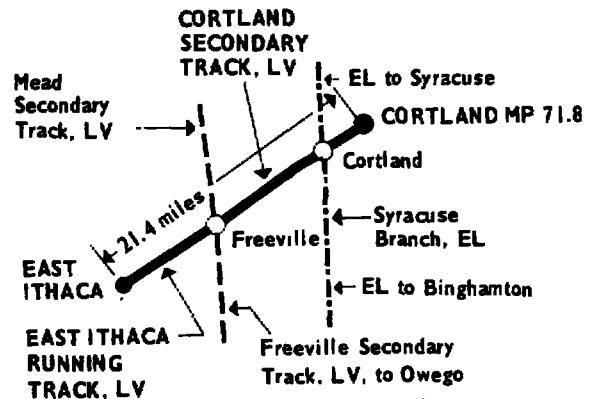 CORTLAND
SECONDARY
TRACK, LV
Mead
Secondary
Track, LV
EL to Syracuse
CORTLAND MP 71.8
Cortland
21.4 miles
Freeville
Syracuse
Branch, EL
EAST
ITHACA
EL to Binghamton
EAST ITHACA
RUNNING
TRACK, LV
Freeville Secondary
Track, LV, to Owego